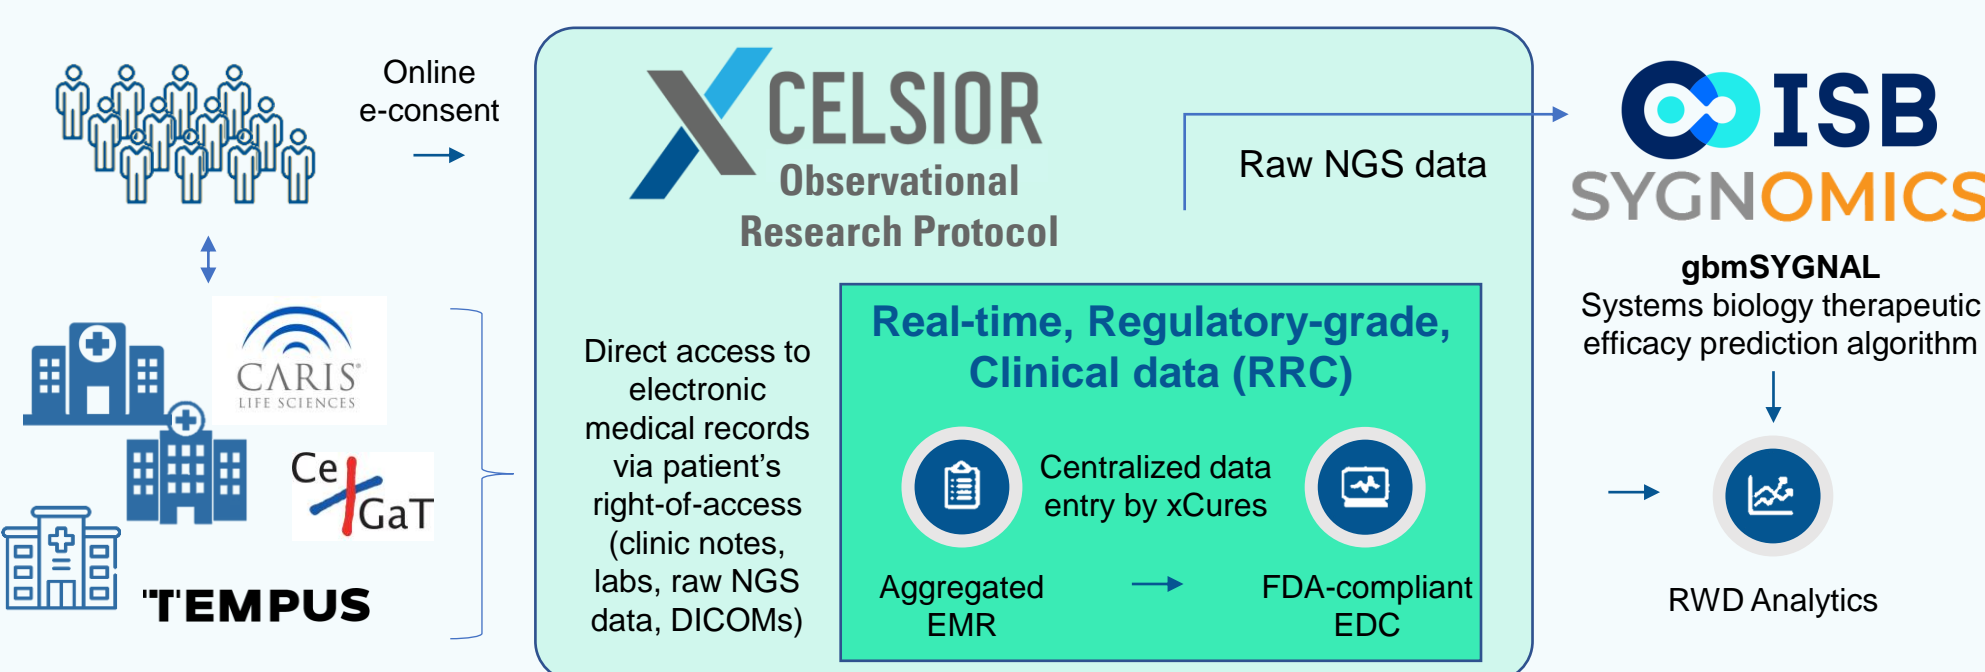 Online
e-consent
XCELSIOR
Observational
Research Protocol
Raw NGS data
ISB
SYGNOMICS
gbmSYGNAL
Systems biology therapeutic
efficacy prediction algorithm
CARIS®
LIFE SCIENCES
CeGaT
TEMPUS
Direct access to
electronic
medical records
via patient’s
right-of-access
(clinic notes,
labs, raw NGS
data, DICOMs)
Real-time, Regulatory-grade,
Clinical data (RRC)
Centralized data
entry by xCures
Aggregated
EMR
FDA-compliant
EDC
RWD Analytics